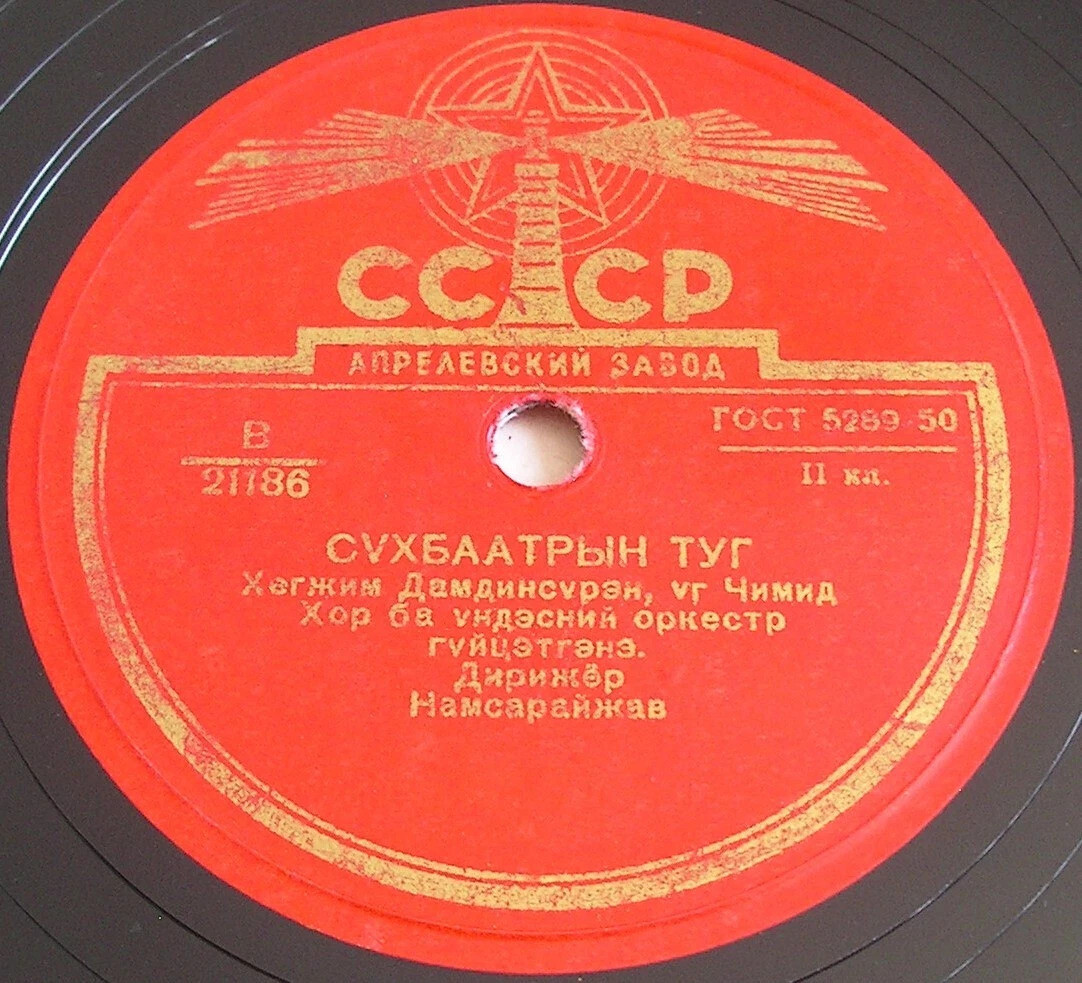 СССР
АПРЕЛЕВСКИЙ ЗАВОД
ГОСТ 5289-50
В
21186
II кл.
СҮХБААТРЫН ТУГ
Хөгжим Дамдинсүрэн, үг Чимид
Хор ба үндэсний оркестр
гүйцэтгэнэ.
Дирижёр
Намсарайжав